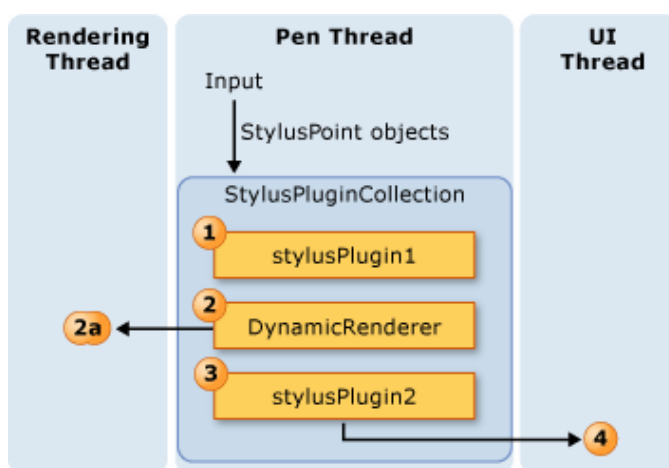 Rendering
Thread
Pen Thread
UI
Thread
Input
StylusPoint objects
StylusPluginCollection
1
stylusPlugin1
2
DynamicRenderer
2a
3
stylusPlugin2
4